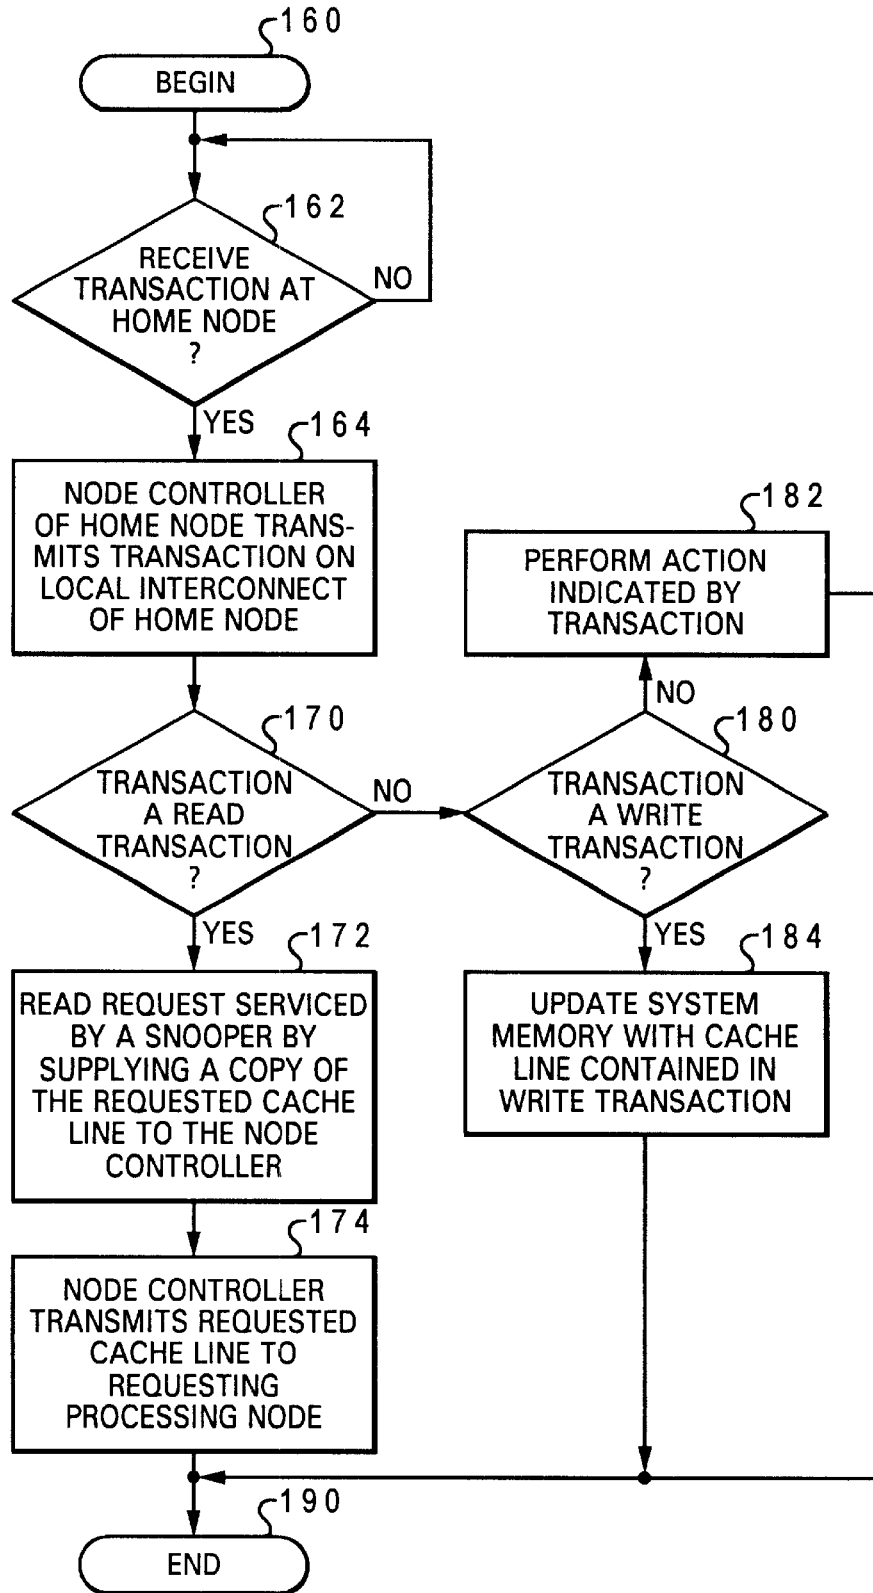 160
BEGIN
162
RECEIVE
TRANSACTION AT
HOME NODE
?
NO
YES
164
NODE CONTROLLER
OF HOME NODE TRANS-
MITS TRANSACTION ON
LOCAL INTERCONNECT
OF HOME NODE
182
PERFORM ACTION
INDICATED BY
TRANSACTION
NO
170
TRANSACTION
A READ
TRANSACTION
?
NO
180
TRANSACTION
A WRITE
TRANSACTION
?
YES
172
READ REQUEST SERVICED
BY A SNOOPER BY
SUPPLYING A COPY OF
THE REQUESTED CACHE
LINE TO THE NODE
CONTROLLER
YES
184
UPDATE SYSTEM
MEMORY WITH CACHE
LINE CONTAINED IN
WRITE TRANSACTION
174
NODE CONTROLLER
TRANSMITS REQUESTED
CACHE LINE TO
REQUESTING
PROCESSING NODE
190
END